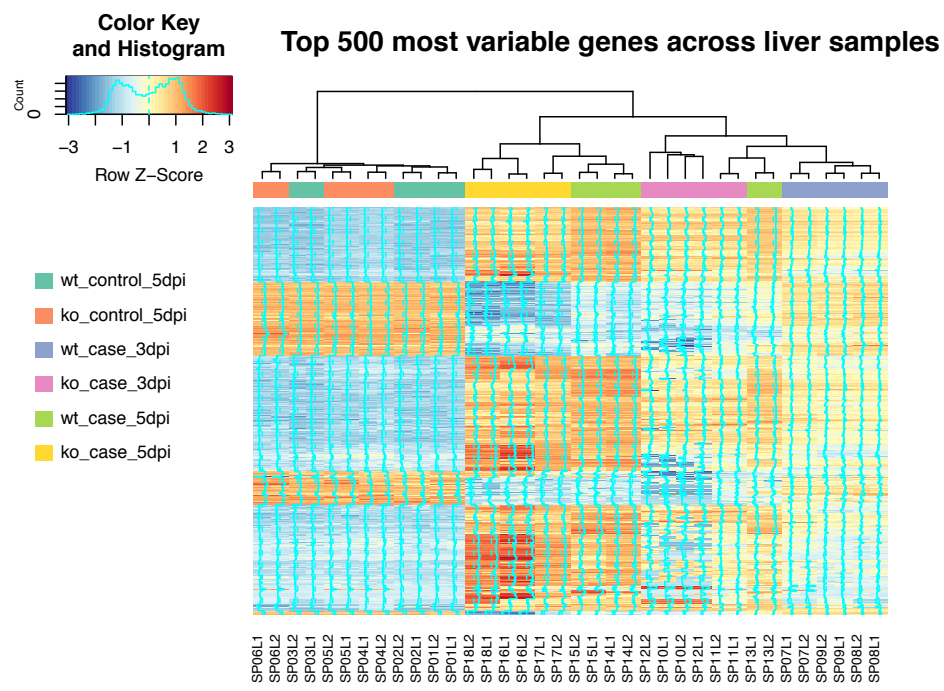 Color Key
and Histogram
Top 500 most variable genes across liver samples
Count
0
−3 −1 1 2 3
Row Z−Score
wt_control_5dpi
ko_control_5dpi
wt_case_3dpi
ko_case_3dpi
wt_case_5dpi
ko_case_5dpi
SP06L1
SP06L2
SP03L2
SP03L1
SP05L2
SP05L1
SP04L1
SP04L2
SP02L2
SP02L1
SP01L2
SP01L1
SP18L2
SP18L1
SP16L1
SP16L2
SP17L1
SP17L2
SP15L2
SP15L1
SP14L1
SP14L2
SP12L2
SP10L1
SP10L2
SP12L1
SP11L2
SP11L1
SP13L1
SP13L2
SP07L1
SP07L2
SP09L2
SP09L1
SP08L2
SP08L1